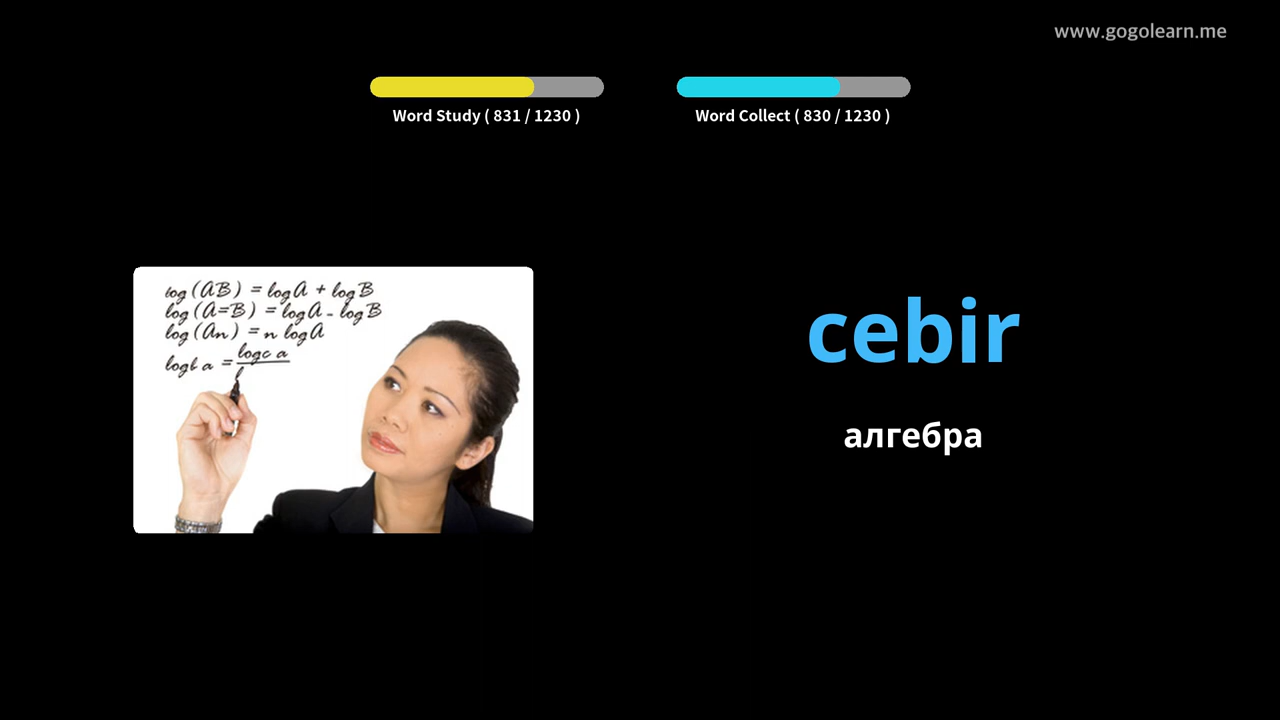 www.gogolearn.me
Word Study ( 831 / 1230 )
Word Collect ( 830 / 1230 )
log (AB) = log A + log B
log (A=B) = log A - log B
log (An) = n log A
logb a = logc a
cebir
алгебра